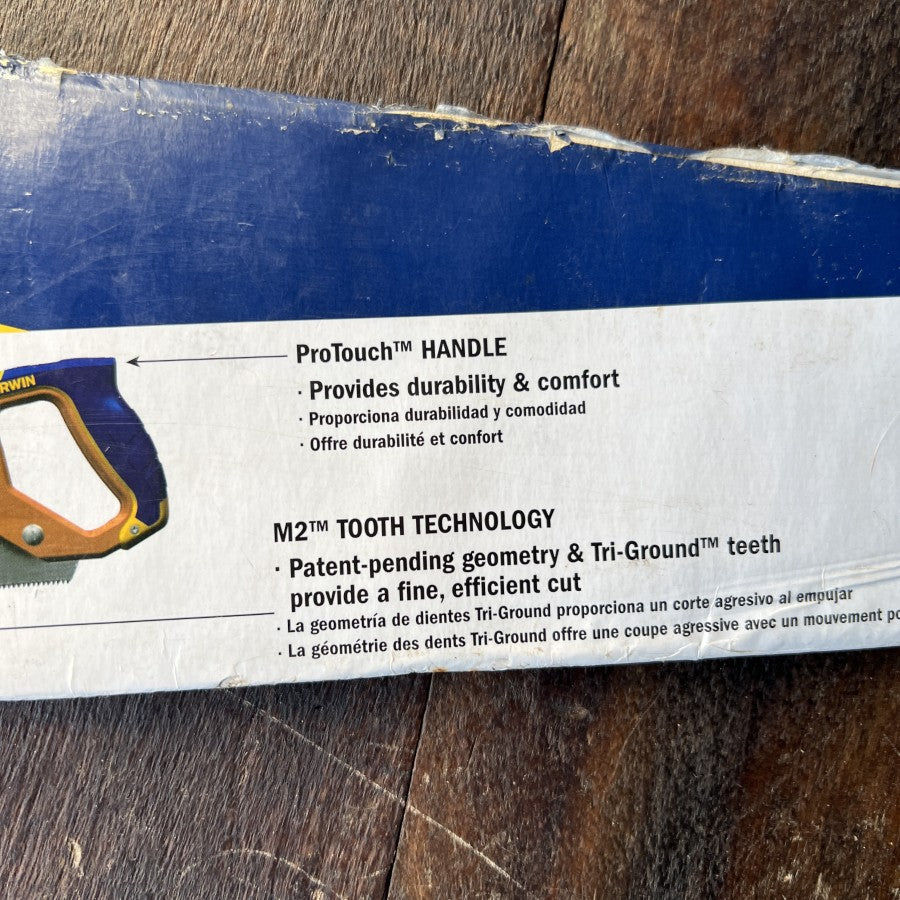 RWIN
ProTouch™ HANDLE
· Provides durability & comfort
· Proporciona durabilidad y comodidad
· Offre durabilité et confort
M2™ TOOTH TECHNOLOGY
· Patent-pending geometry & Tri-Ground™ teeth
provide a fine, efficient cut
· La geometría de dientes Tri-Ground proporciona un corte agresivo al empujar
· La géométrie des dents Tri-Ground offre une coupe agressive avec un mouvement po